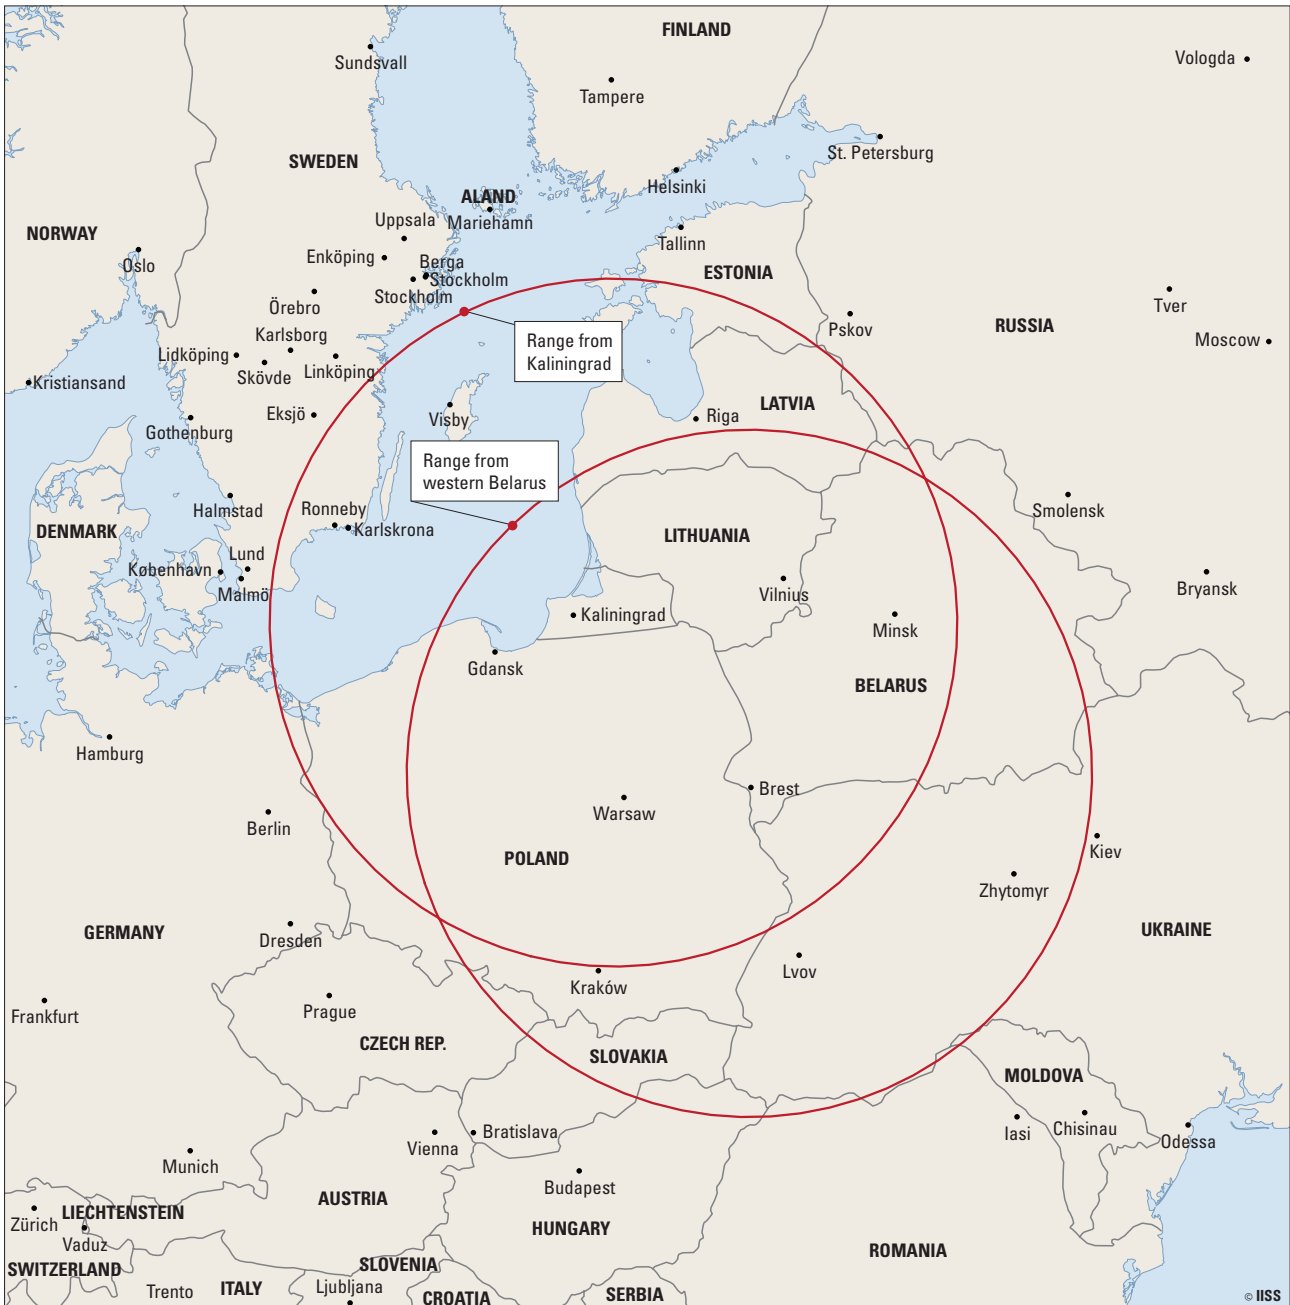 FINLAND
Vologda
Sundsvall
Tampere
St. Petersburg
SWEDEN
Helsinki
ALAND
Mariehamn
Uppsala
NORWAY
Tallinn
Oslo
Enköping
Berga
Stockholm
ESTONIA
Stockholm
Örebro
Tver
Pskov
RUSSIA
Karlsborg
Range from
Kaliningrad
Moscow
Lidköping
Skövde
Linköping
Kristiansand
LATVIA
Eksjö
Visby
Riga
Gothenburg
Range from
western Belarus
Halmstad
Ronneby
Smolensk
DENMARK
Karlskrona
LITHUANIA
Lund
København
Malmö
Vilnius
Bryansk
Kaliningrad
Minsk
Gdansk
BELARUS
Hamburg
Brest
Warsaw
Berlin
Kiev
POLAND
Zhytomyr
GERMANY
Dresden
UKRAINE
Lvov
Kraków
Frankfurt
Prague
CZECH REP.
SLOVAKIA
MOLDOVA
Iasi
Chisinau
Bratislava
Odessa
Vienna
Munich
Budapest
AUSTRIA
LIECHTENSTEIN
Zürich
HUNGARY
Vaduz
ROMANIA
SLOVENIA
SWITZERLAND
Trento
ITALY
Ljubljana
CROATIA
SERBIA
© IISS